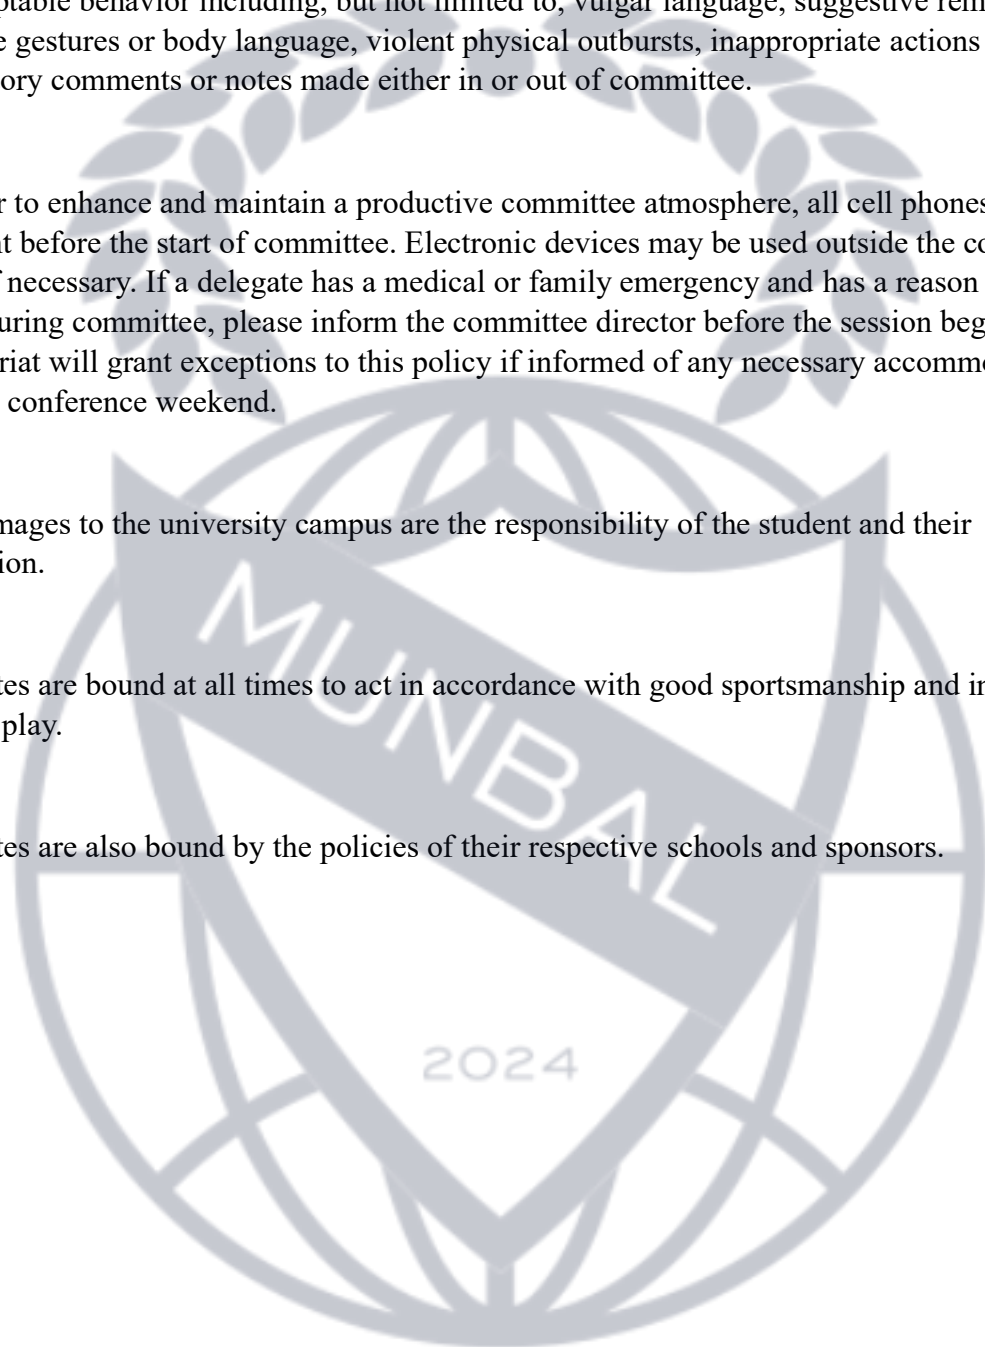 ptable behavior including, but not limited to, vulgar language, suggestive rem
e gestures or body language, violent physical outbursts, inappropriate actions
ory comments or notes made either in or out of committee.
r to enhance and maintain a productive committee atmosphere, all cell phones
nt before the start of committee. Electronic devices may be used outside the co
f necessary. If a delegate has a medical or family emergency and has a reason
uring committee, please inform the committee director before the session beg
riat will grant exceptions to this policy if informed of any necessary accommo
conference weekend.
mages to the university campus are the responsibility of the student and their
ion.
tes are bound at all times to act in accordance with good sportsmanship and in
play.
tes are also bound by the policies of their respective schools and sponsors.
MUNBAL
2024